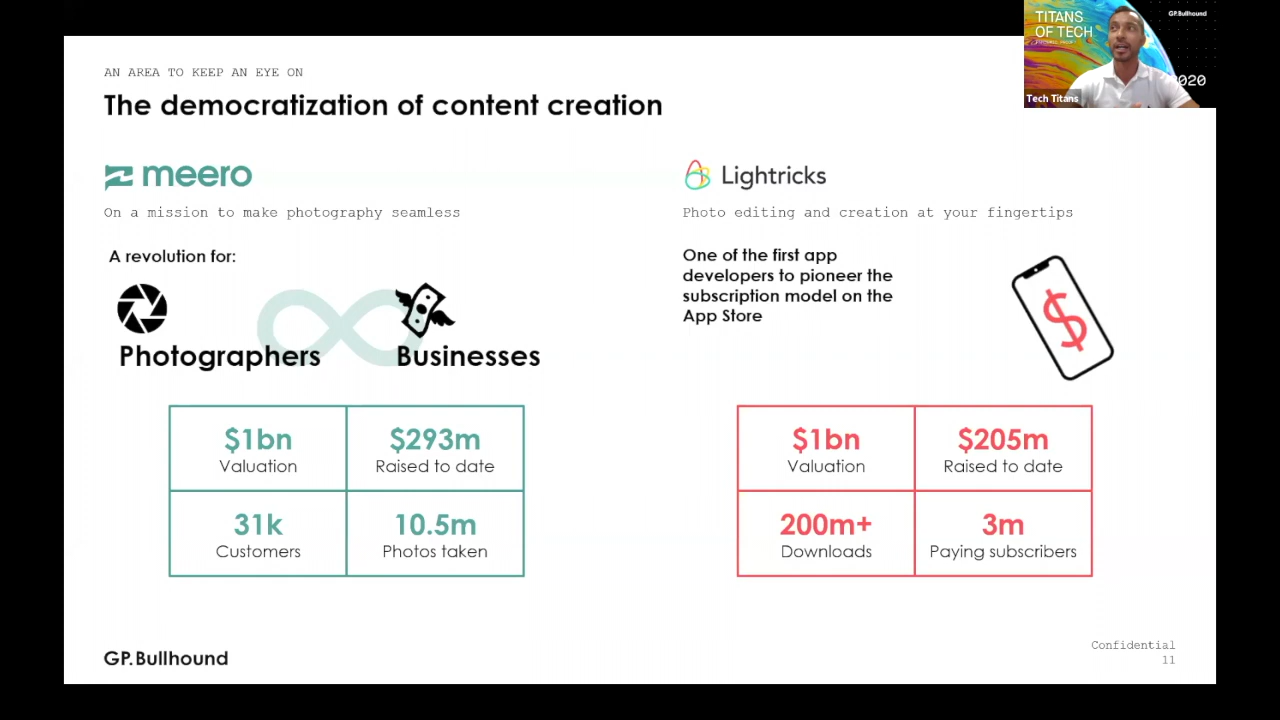 AN AREA TO KEEP AN EYE ON
The democratization of content creation
meero
On a mission to make photography seamless
A revolution for:
Photographers
Businesses
$1bn
Valuation
$293m
Raised to date
31k
Customers
10.5m
Photos taken
Lightricks
Photo editing and creation at your fingertips
One of the first app
developers to pioneer the
subscription model on the
App Store
$
$1bn
Valuation
$205m
Raised to date
200m+
Downloads
3m
Paying subscribers
GP.Bullhound
Confidential
11
TITANS
OF TECH
GP.Bullhound
2020
Tech Titans